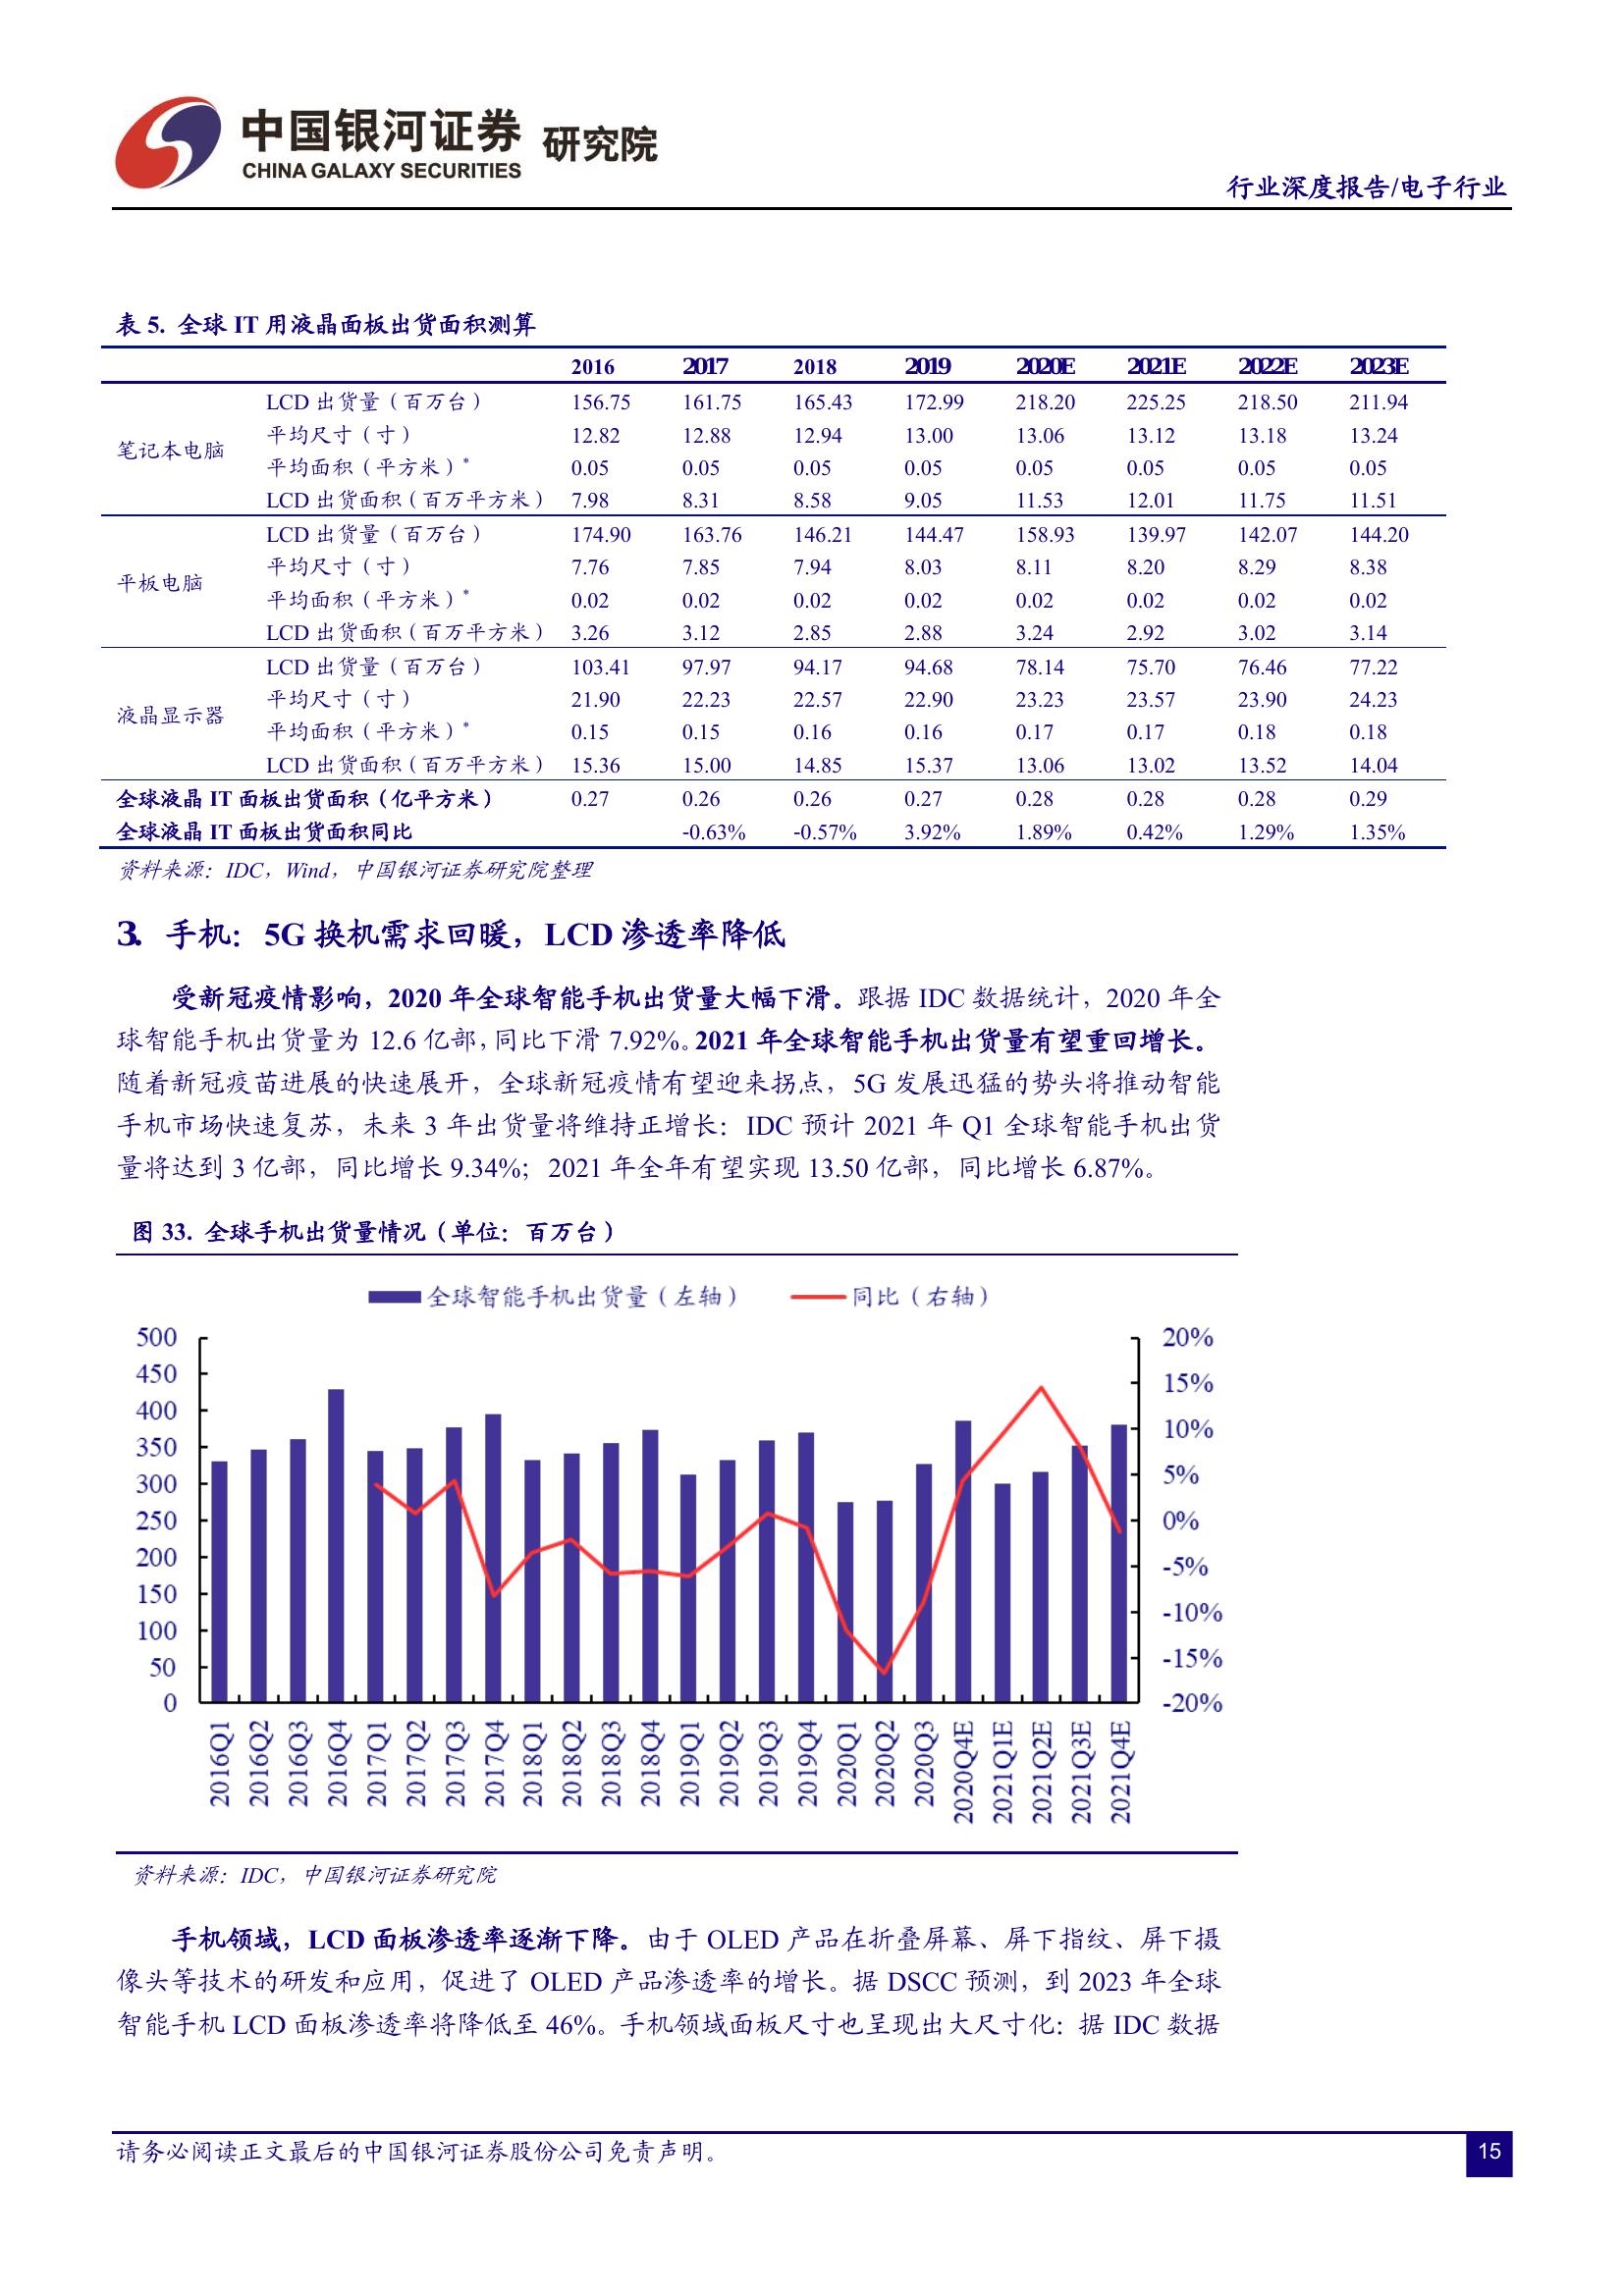 中国银河证券 研究院
CHINA GALAXY SECURITIES
行业深度报告/电子行业
表 5. 全球 IT 用液晶面板出货面积测算
2016 2017 2018 2019 2020E 2021E 2022E 2023E
笔记本电脑
LCD 出货量（百万台） 156.75 161.75 165.43 172.99 218.20 225.25 218.50 211.94
平均尺寸（寸） 12.82 12.88 12.94 13.00 13.06 13.12 13.18 13.24
平均面积（平方米）* 0.05 0.05 0.05 0.05 0.05 0.05 0.05 0.05
LCD 出货面积（百万平方米） 7.98 8.31 8.58 9.05 11.53 12.01 11.75 11.51
平板电脑
LCD 出货量（百万台） 174.90 163.76 146.21 144.47 158.93 139.97 142.07 144.20
平均尺寸（寸） 7.76 7.85 7.94 8.03 8.11 8.20 8.29 8.38
平均面积（平方米）* 0.02 0.02 0.02 0.02 0.02 0.02 0.02 0.02
LCD 出货面积（百万平方米） 3.26 3.12 2.85 2.88 3.24 2.92 3.02 3.14
液晶显示器
LCD 出货量（百万台） 103.41 97.97 94.17 94.68 78.14 75.70 76.46 77.22
平均尺寸（寸） 21.90 22.23 22.57 22.90 23.23 23.57 23.90 24.23
平均面积（平方米）* 0.15 0.15 0.16 0.16 0.17 0.17 0.18 0.18
LCD 出货面积（百万平方米） 15.36 15.00 14.85 15.37 13.06 13.02 13.52 14.04
全球液晶 IT 面板出货面积（亿平方米） 0.27 0.26 0.26 0.27 0.28 0.28 0.28 0.29
全球液晶 IT 面板出货面积同比 -0.63% -0.57% 3.92% 1.89% 0.42% 1.29% 1.35%
资料来源：IDC，Wind，中国银河证券研究院整理
3. 手机：5G 换机需求回暖，LCD 渗透率降低
受新冠疫情影响，2020 年全球智能手机出货量大幅下滑。跟据 IDC 数据统计，2020 年全
球智能手机出货量为 12.6 亿部，同比下滑 7.92%。2021 年全球智能手机出货量有望重回增长。
随着新冠疫苗进展的快速展开，全球新冠疫情有望迎来拐点，5G 发展迅猛的势头将推动智能
手机市场快速复苏，未来 3 年出货量将维持正增长：IDC 预计 2021 年 Q1 全球智能手机出货
量将达到 3 亿部，同比增长 9.34%；2021 年全年有望实现 13.50 亿部，同比增长 6.87%。
图 33. 全球手机出货量情况（单位：百万台）
全球智能手机出货量（左轴） 同比（右轴）
500 20%
450 15%
400 10%
350 5%
300 0%
250 -5%
200 -10%
150 -15%
100 -20%
50
0
2016Q1 2016Q2 2016Q3 2016Q4 2017Q1 2017Q2 2017Q3 2017Q4 2018Q1 2018Q2 2018Q3 2018Q4 2019Q1 2019Q2 2019Q3 2019Q4 2020Q1 2020Q2 2020Q3 2020Q4E 2021Q1E 2021Q2E 2021Q3E 2021Q4E
资料来源：IDC，中国银河证券研究院
手机领域，LCD 面板渗透率逐渐下降。由于 OLED 产品在折叠屏幕、屏下指纹、屏下摄
像头等技术的研发和应用，促进了 OLED 产品渗透率的增长。据 DSCC 预测，到 2023 年全球
智能手机 LCD 面板渗透率将降低至 46%。手机领域面板尺寸也呈现出大尺寸化：据 IDC 数据
请务必阅读正文最后的中国银河证券股份公司免责声明。
15